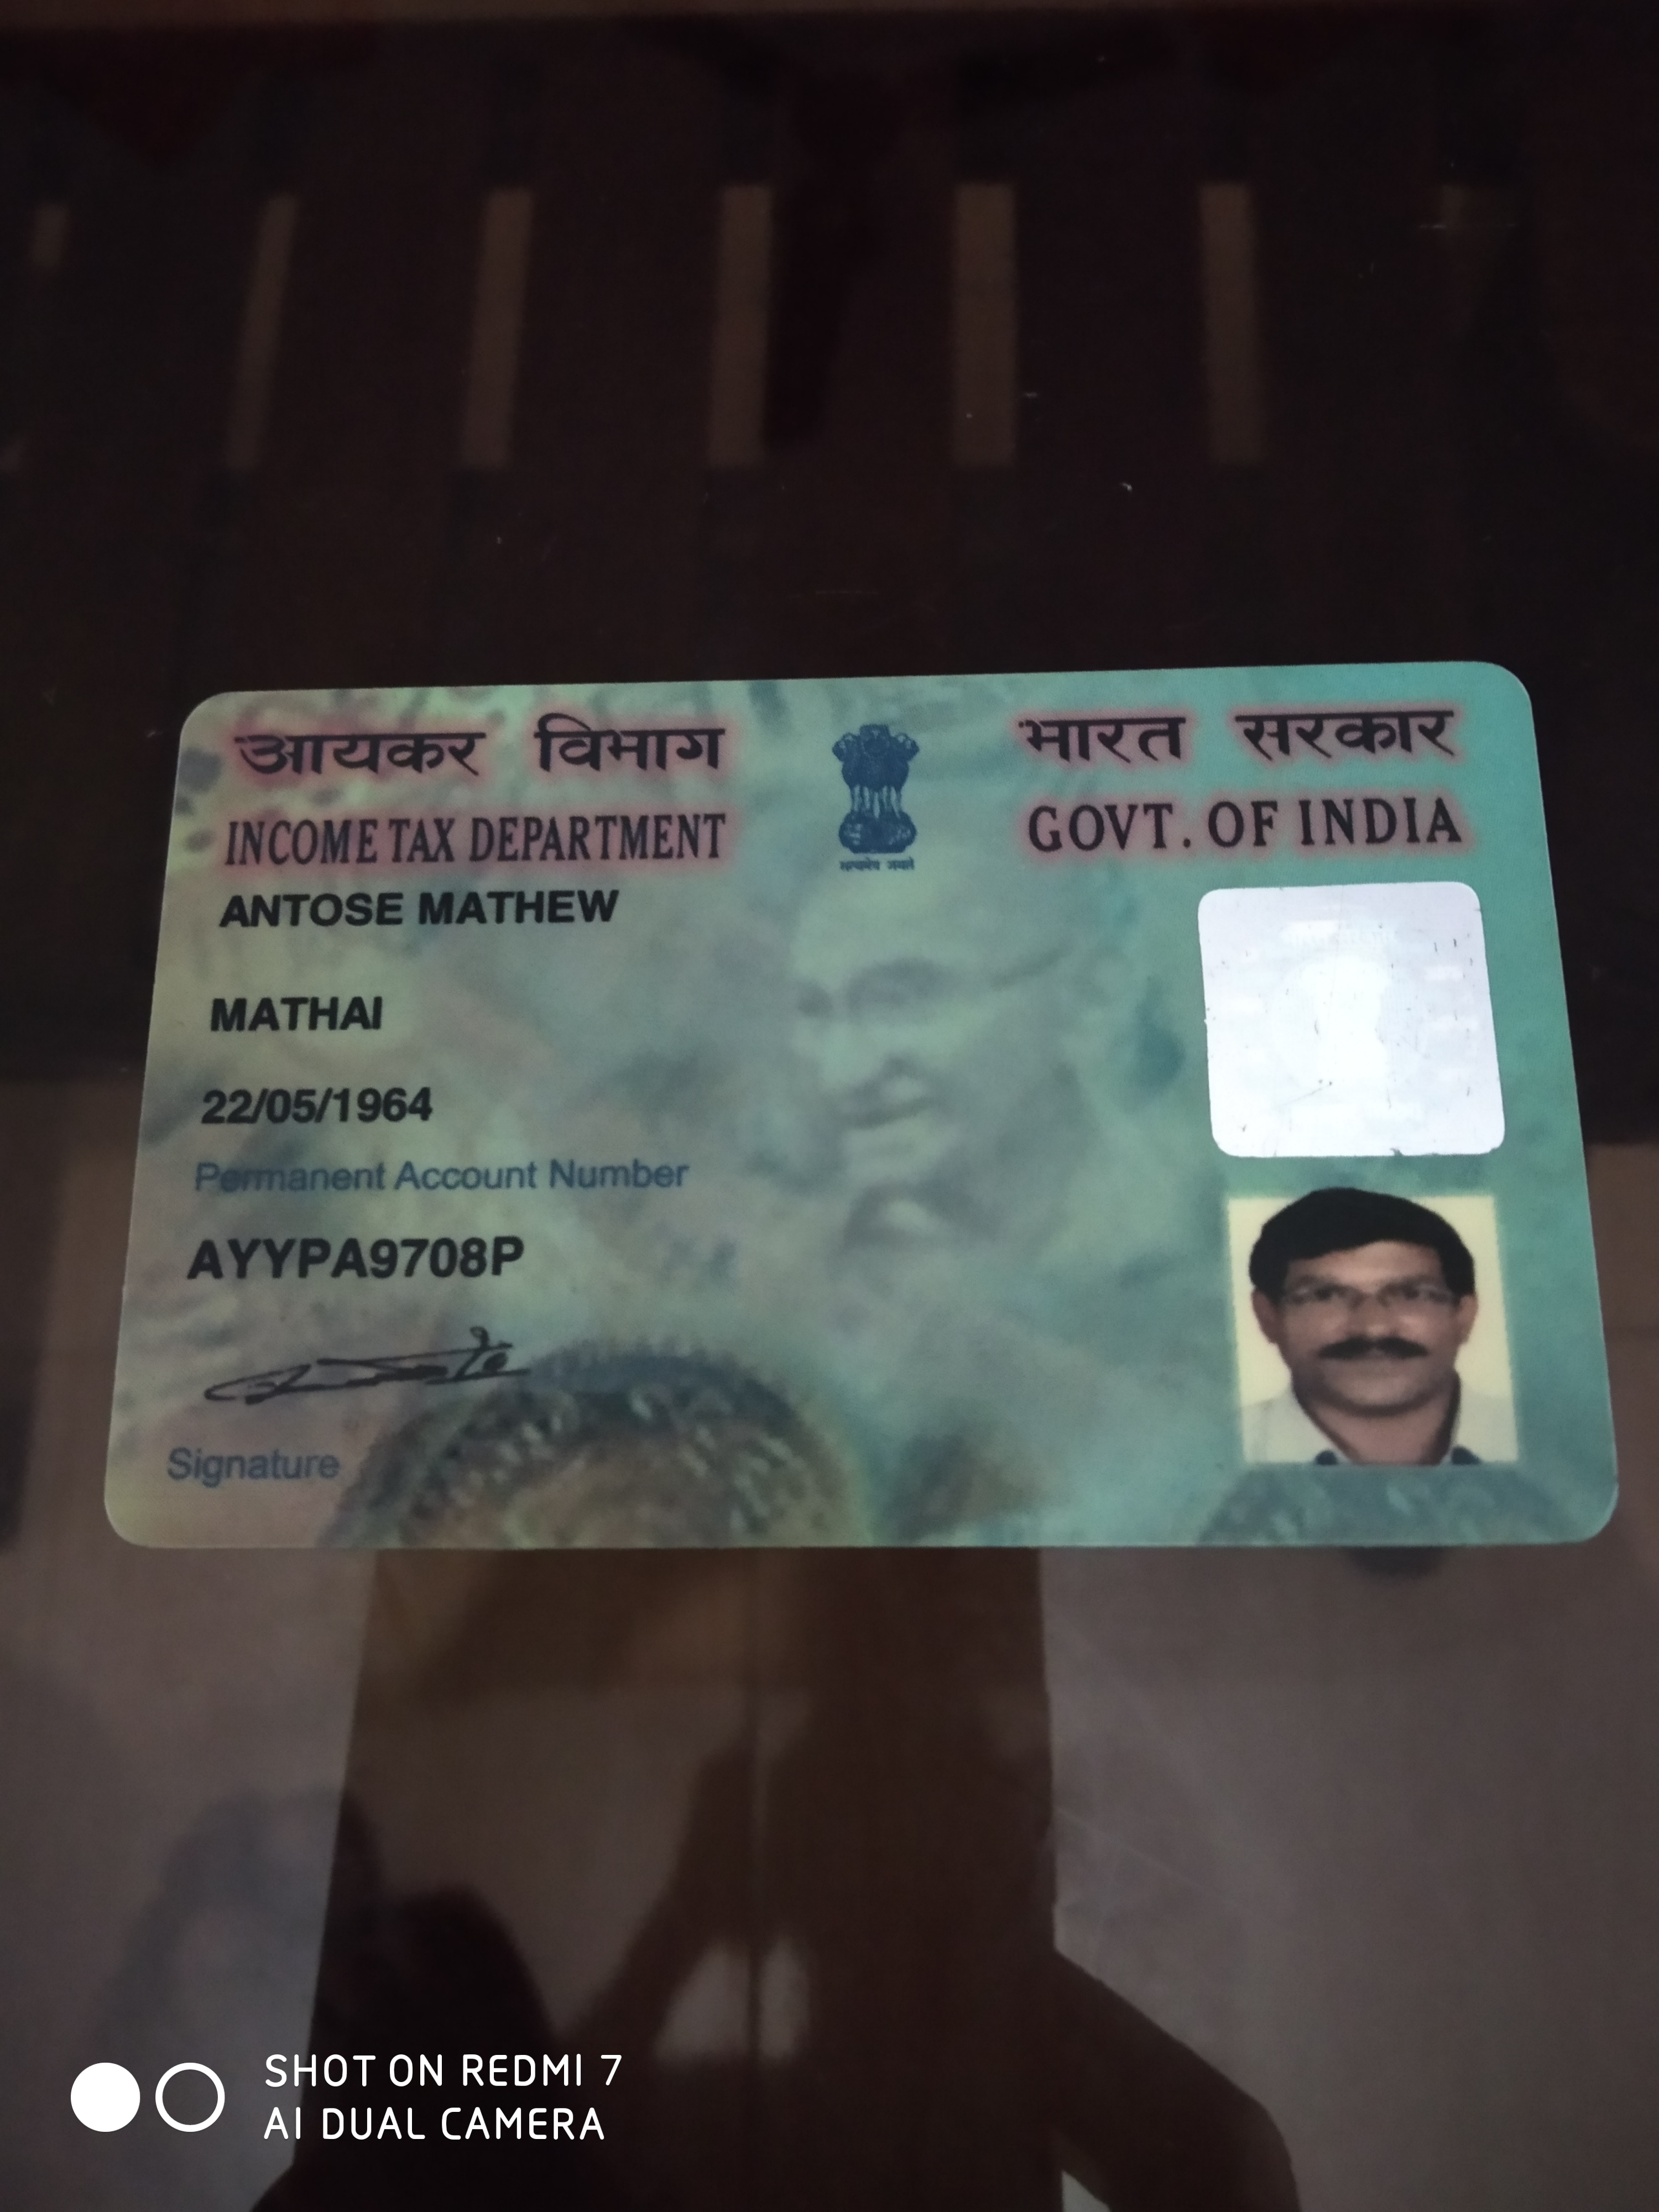 आयकर विभाग
INCOME TAX DEPARTMENT
सत्यमेव जयते
भारत सरकार
GOVT. OF INDIA
ANTOSE MATHEW
MATHAI
22/05/1964
Permanent Account Number
AYYPA9708P
Signature
SHOT ON REDMI 7
AI DUAL CAMERA